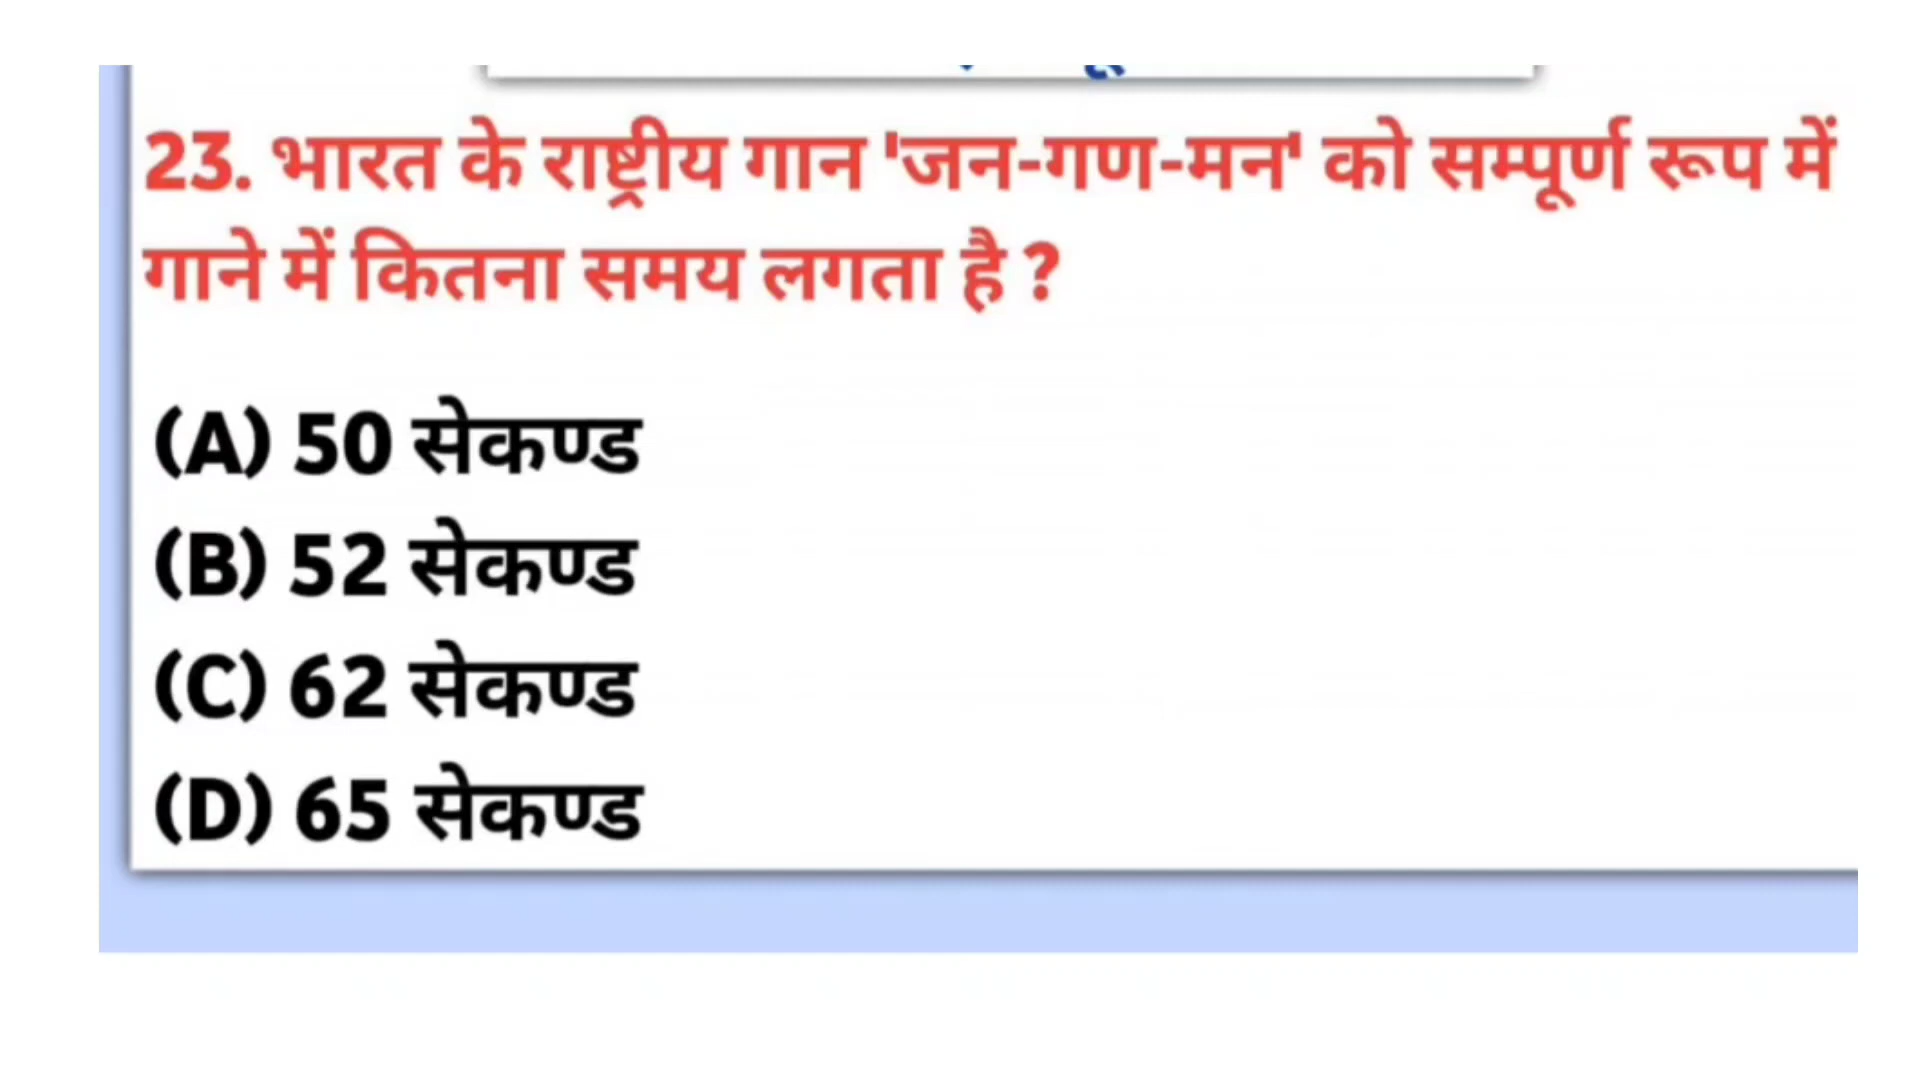 23. भारत के राष्ट्रीय गान 'जन-गण-मन' को सम्पूर्ण रूप में
गाने में कितना समय लगता है ?
(A) 50 सेकण्ड
(B) 52 सेकण्ड
(C) 62 सेकण्ड
(D) 65 सेकण्ड